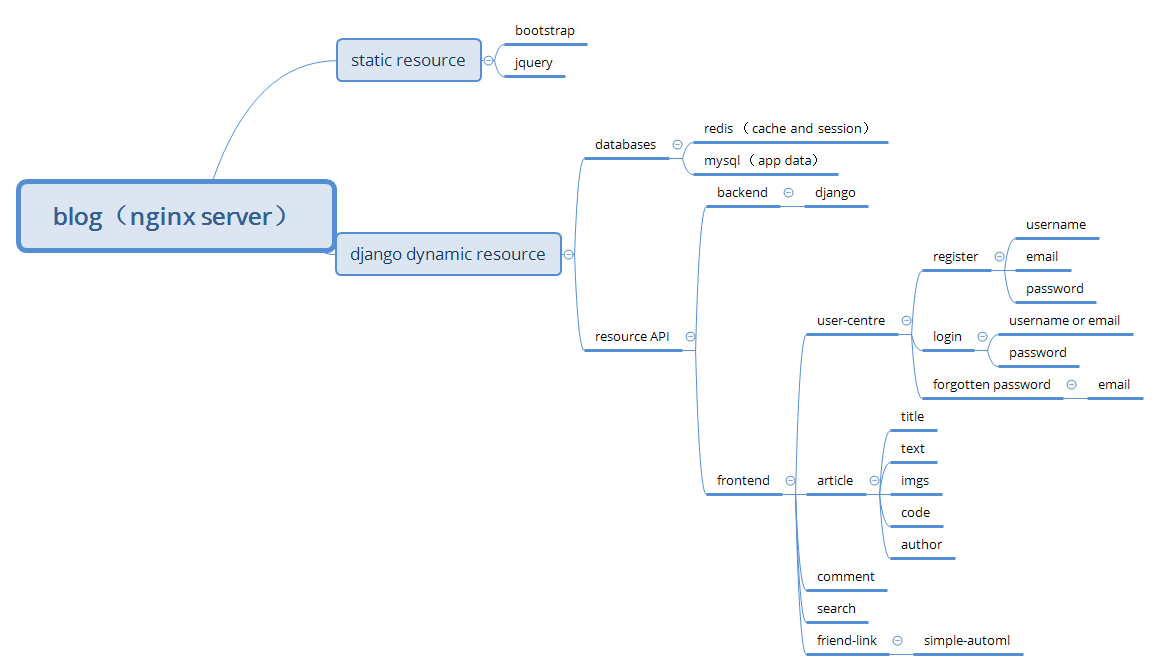 blog（nginx server）
static resource
bootstrap
jquery
django dynamic resource
databases
redis （cache and session）
mysql （app data）
resource API
backend
django
frontend
user-centre
register
username
email
password
login
username or email
password
forgotten password
email
article
title
text
imgs
code
author
comment
search
friend-link
simple-automl